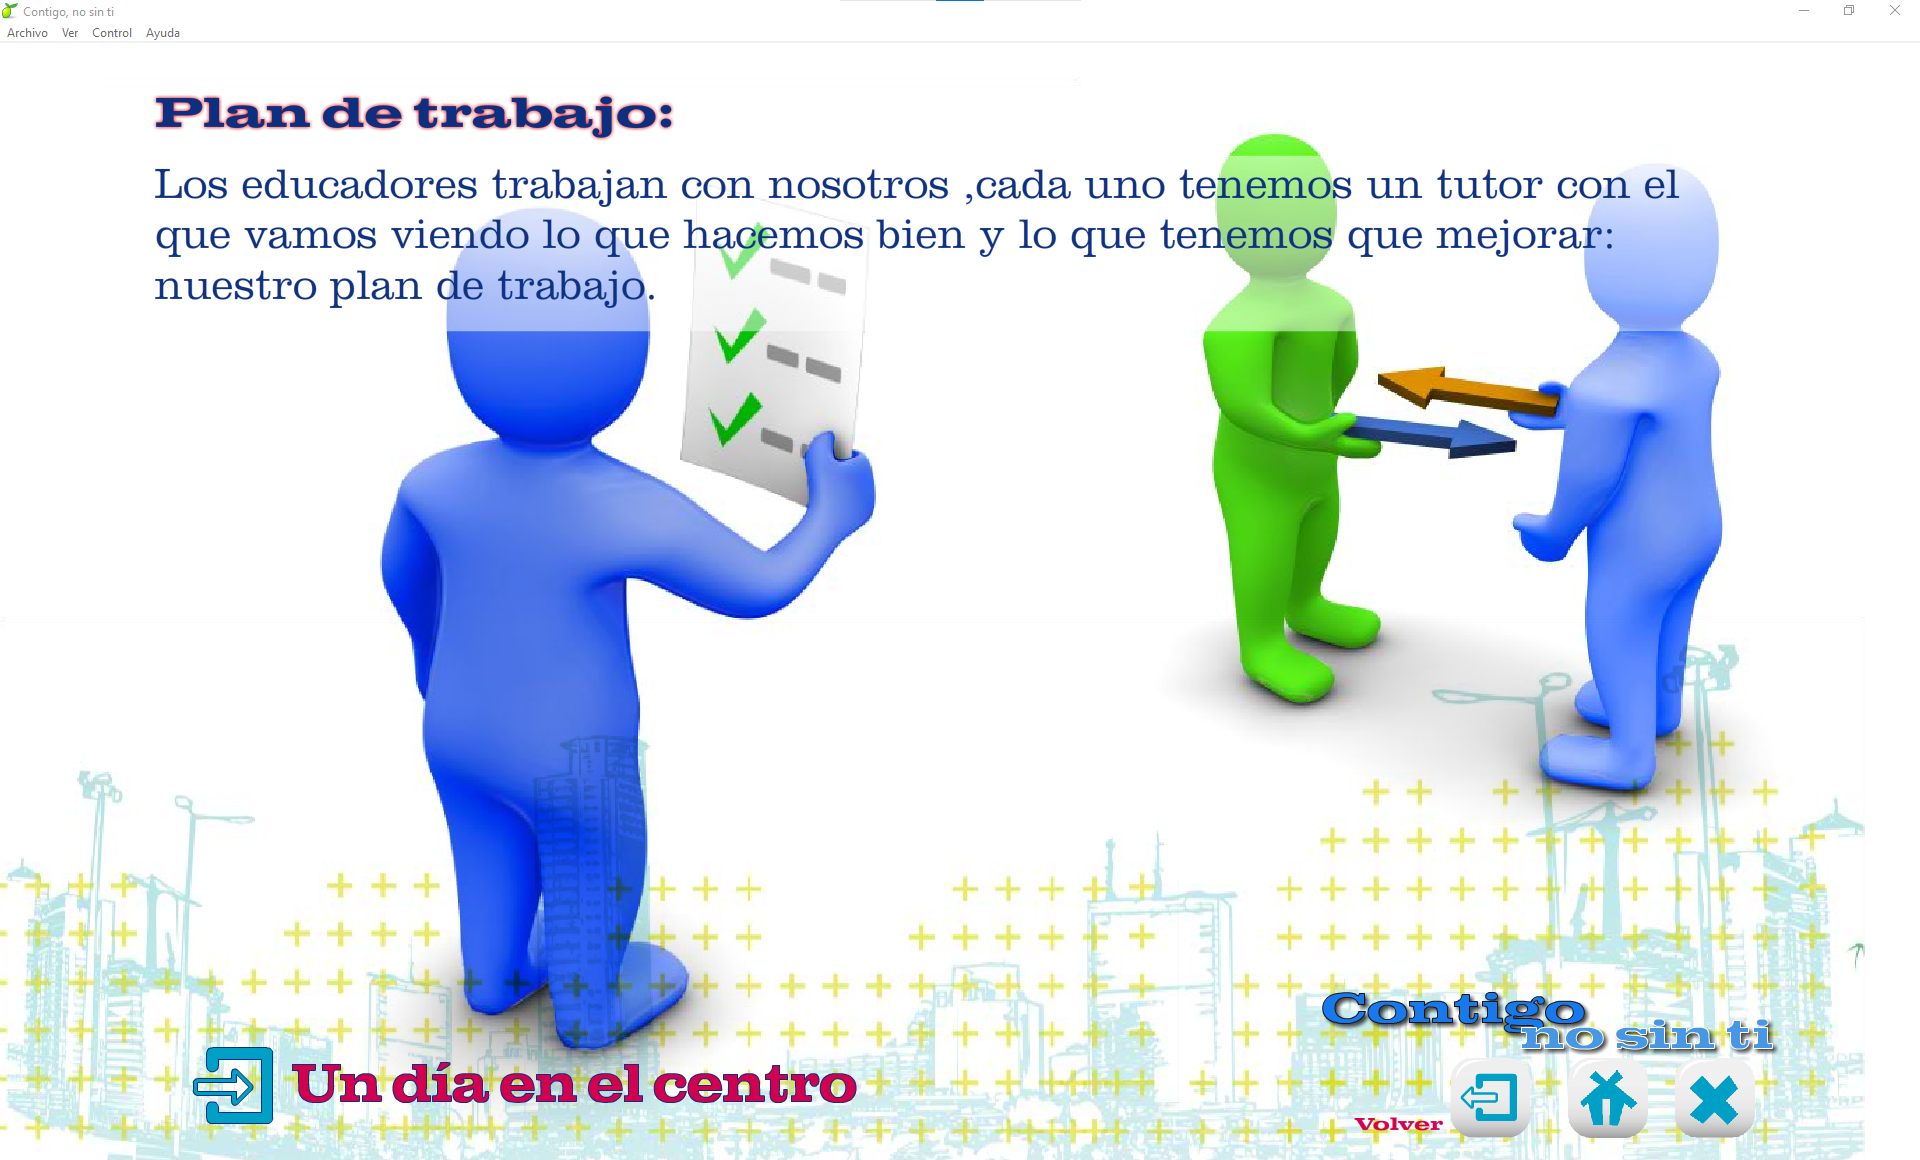 Contigo, no sin ti
Archivo Ver Control Ayuda
Plan de trabajo:
Los educadores trabajan con nosotros ,cada uno tenemos un tutor con el
que vamos viendo lo que hacemos bien y lo que tenemos que mejorar:
nuestro plan de trabajo.
Contigo
no sin ti
Un día en el centro
Volver